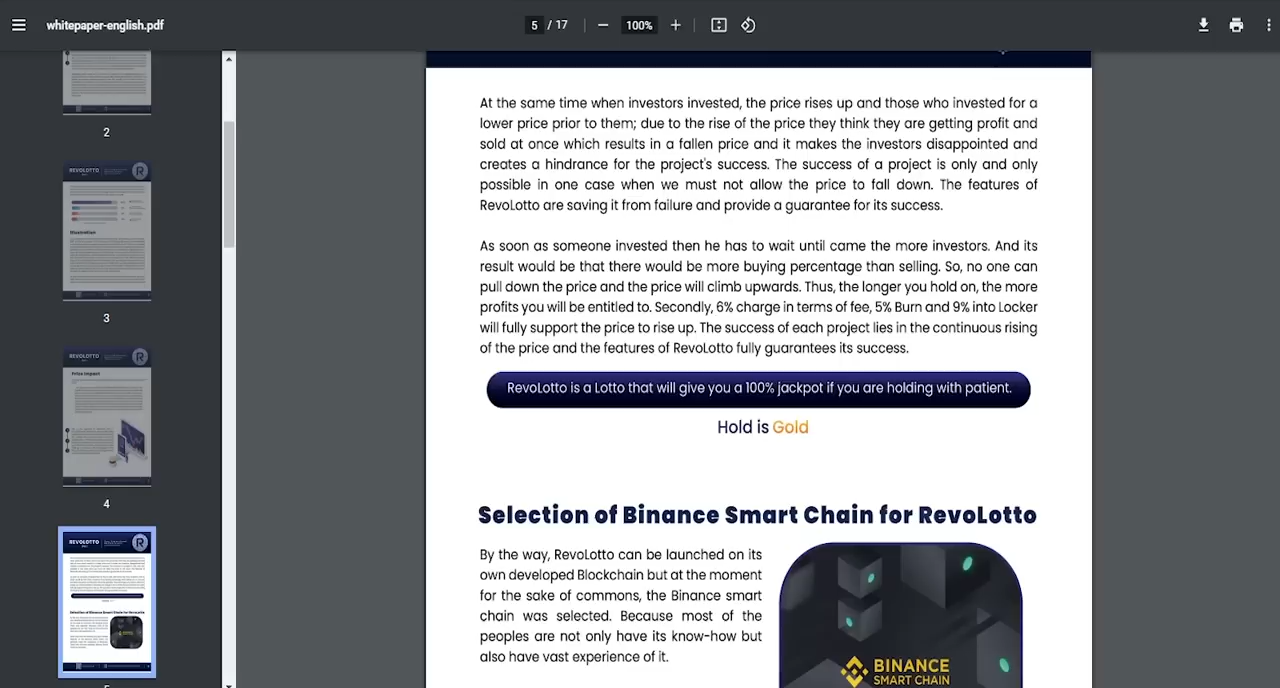 whitepaper-english.pdf
5 / 17
100%
2
REVOLOTTO
3
Illustration
REVOLOTTO
Price Impact
4
REVOLOTTO
At the same time when investors invested, the price rises up and those who invested for a
lower price prior to them; due to the rise of the price they think they are getting profit and
sold at once which results in a fallen price and it makes the investors disappointed and
creates a hindrance for the project's success. The success of a project is only and only
possible in one case when we must not allow the price to fall down. The features of
RevoLotto are saving it from failure and provide a guarantee for its success.
As soon as someone invested then he has to wait until came the more investors. And its
result would be that there would be more buying percentage than selling. So, no one can
pull down the price and the price will climb upwards. Thus, the longer you hold on, the more
profits you will be entitled to. Secondly, 6% charge in terms of fee, 5% Burn and 9% into Locker
will fully support the price to rise up. The success of each project lies in the continuous rising
of the price and the features of RevoLotto fully guarantees its success.
RevoLotto is a Lotto that will give you a 100% jackpot if you are holding with patient.
Hold is Gold
Selection of Binance Smart Chain for RevoLotto
By the way, RevoLotto can be launched on its
own created Blockchain but at the moment
for the sake of commons, the Binance smart
chain was selected. Because most of the
peoples are not only have its know-how but
also have vast experience of it.
BINANCE
SMART CHAIN